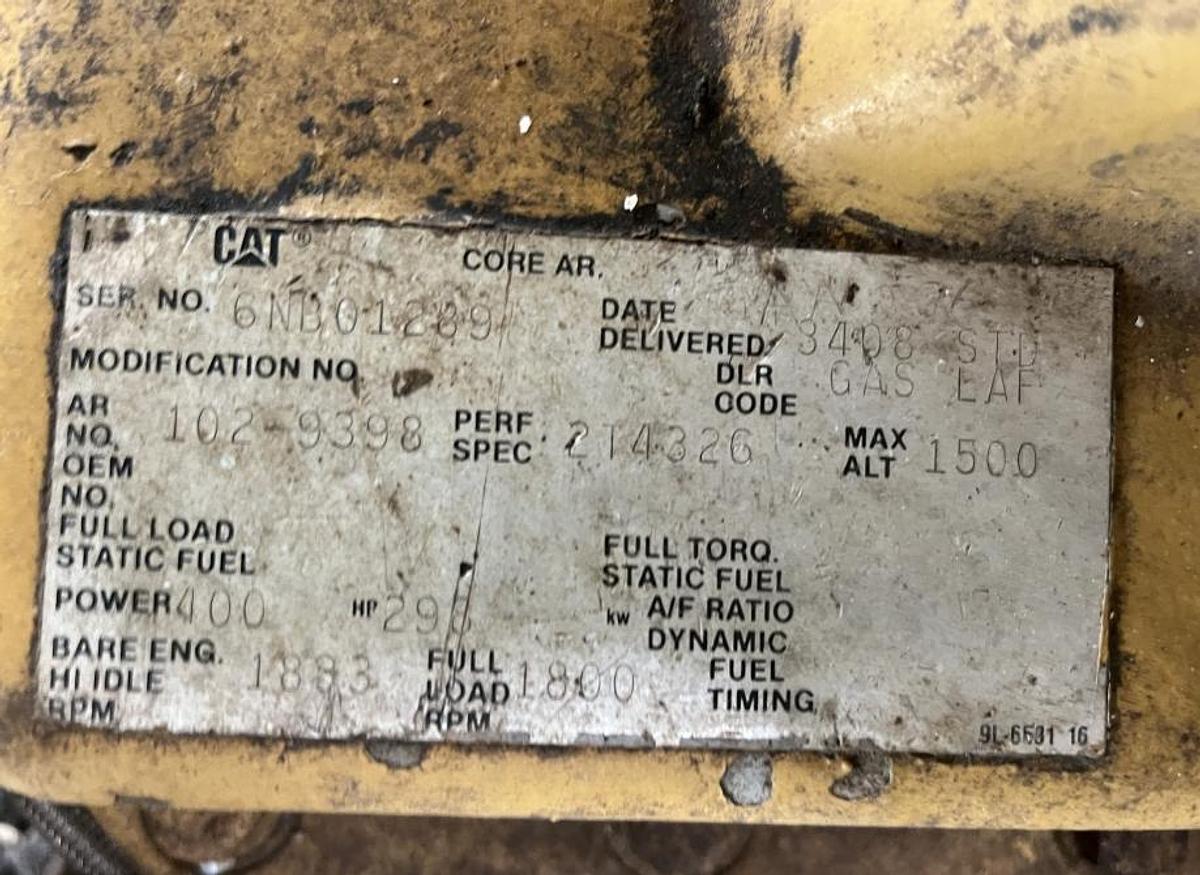 CAT® CORE AR.
SER. NO. 6NB01289
DATE
DELIVERED 3408 STD
MODIFICATION NO.
DLR GAS LAF
CODE
AR
NO. 102-9398 PERF SPEC 2T4326 MAX ALT 1500
OEM
NO.
FULL LOAD
STATIC FUEL
FULL TORQ.
STATIC FUEL
POWER 400 HP kW
A/F RATIO
DYNAMIC
BARE ENG.
HI IDLE 1883
RPM
FULL
LOAD 1800
RPM
FUEL
TIMING
9L-6531 16